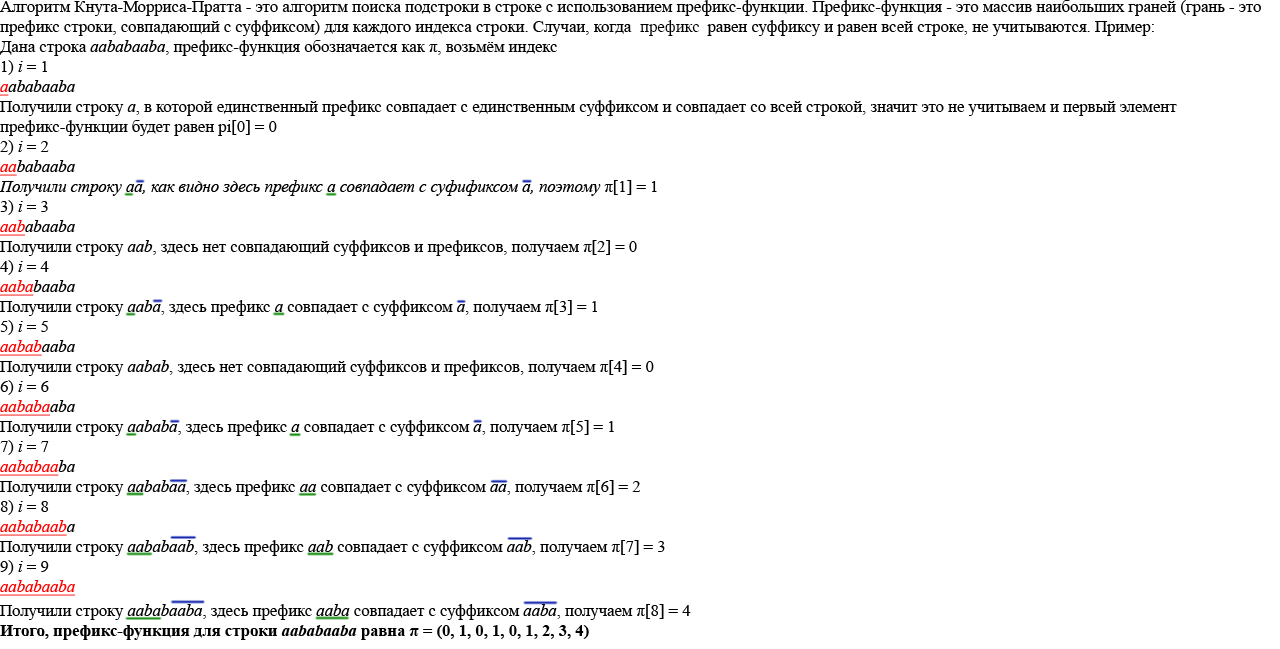 Алгоритм Кнута-Морриса-Пратта - это алгоритм поиска подстроки в строке с использованием префикс-функции. Префикс-функция - это массив наибольших граней (грань - это
префикс строки, совпадающий с суффиксом) для каждого индекса строки. Случаи, когда префикс равен суффиксу и равен всей строке, не учитываются. Пример:
Дана строка aababaaba, префикс-функция обозначается как π, возьмём индекс
1) i = 1
aababaaba
Получили строку a, в которой единственный префикс совпадает с единственным суффиксом и совпадает со всей строкой, значит это не учитываем и первый элемент
префикс-функции будет равен pi[0] = 0
2) i = 2
aababaaba
Получили строку aa, как видно здесь префикс a совпадает с суфификсом a, поэтому π[1] = 1
3) i = 3
aababaaba
Получили строку aab, здесь нет совпадающий суффиксов и префиксов, получаем π[2] = 0
4) i = 4
aababaaba
Получили строку aaba, здесь префикс a совпадает с суффиксом a, получаем π[3] = 1
5) i = 5
aababaaba
Получили строку aabab, здесь нет совпадающий суффиксов и префиксов, получаем π[4] = 0
6) i = 6
aababaaba
Получили строку aababa, здесь префикс a совпадает с суффиксом a, получаем π[5] = 1
7) i = 7
aababaaba
Получили строку aababaa, здесь префикс aa совпадает с суффиксом aa, получаем π[6] = 2
8) i = 8
aababaaba
Получили строку aababaab, здесь префикс aab совпадает с суффиксом aab, получаем π[7] = 3
9) i = 9
aababaaba
Получили строку aababaaba, здесь префикс aaba совпадает с суффиксом aaba, получаем π[8] = 4
Итого, префикс-функция для строки aababaaba равна π = (0, 1, 0, 1, 0, 1, 2, 3, 4)